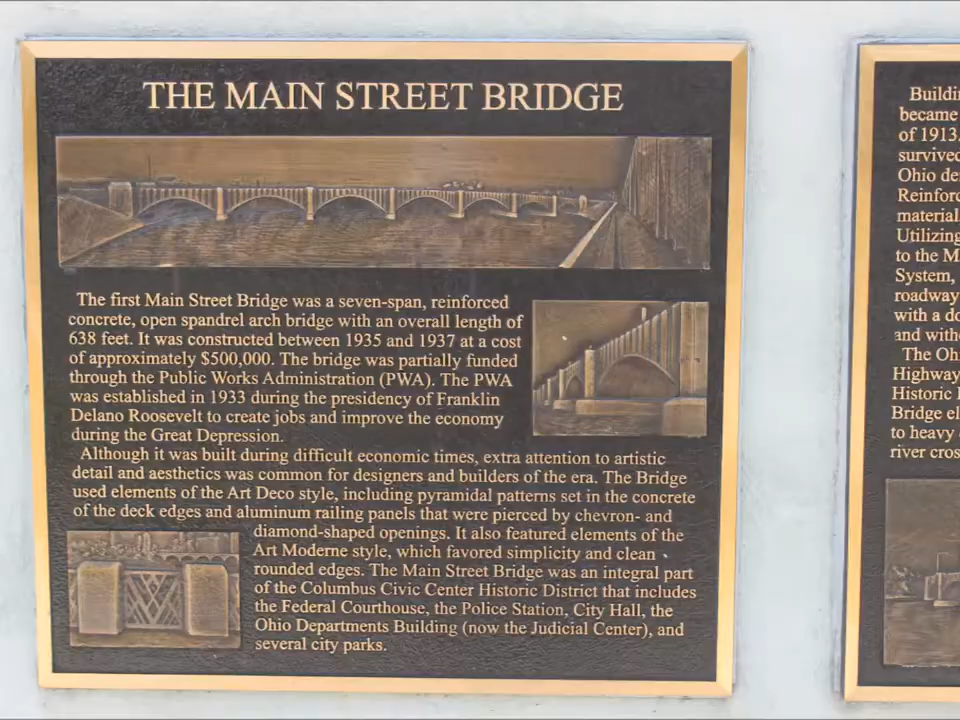 THE MAIN STREET BRIDGE
The first Main Street Bridge was a seven-span, reinforced
concrete, open spandrel arch bridge with an overall length of
638 feet. It was constructed between 1935 and 1937 at a cost
of approximately $500,000. The bridge was partially funded
through the Public Works Administration (PWA). The PWA
was established in 1933 during the presidency of Franklin
Delano Roosevelt to create jobs and improve the economy
during the Great Depression.
Although it was built during difficult economic times, extra attention to artistic
detail and aesthetics was common for designers and builders of the era. The Bridge
used elements of the Art Deco style, including pyramidal patterns set in the concrete
of the deck edges and aluminum railing panels that were pierced by chevron- and
diamond-shaped openings. It also featured elements of the
Art Moderne style, which favored simplicity and clean
rounded edges. The Main Street Bridge was an integral part
of the Columbus Civic Center Historic District that includes
the Federal Courthouse, the Police Station, City Hall, the
Ohio Departments Building (now the Judicial Center), and
several city parks.
became
of 1913.
survived
Ohio
material
Utilizing
to the
System,
roadway
with a
and
The
Highway
Historic
Bridge
to heavy
river